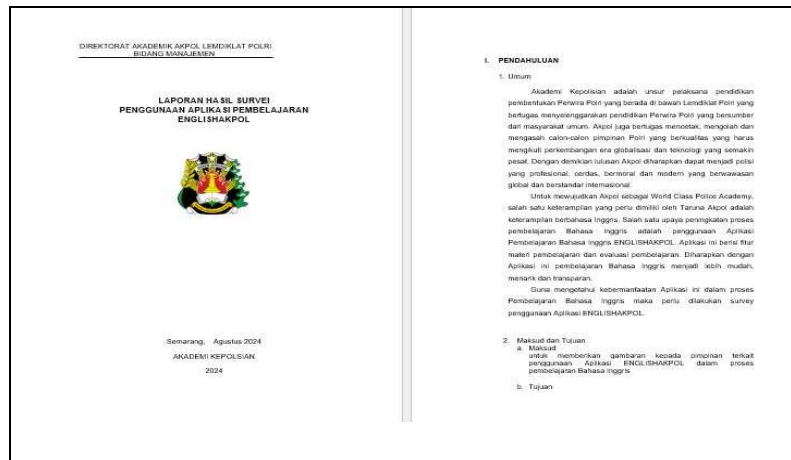 DIREKTORAT AKADEMIK AKPOL LEMDIKLAT POLRI
BIDANG MANAJEMEN
LAPORAN HASIL SURVEI
PENGGUNAAN APLIKASI PEMBELAJARAN
ENGLISHAKPOL
Semarang, Agustus 2024
AKADEMI KEPOLSIAN
2024
I. PENDAHULUAN
1. Umum
Akademi Kepolisian adalah unsur pelaksana pendidikan
pembentukan Perwira Polri yang berada di bawah Lemdiklat Polri yang
bertugas menyelenggarakan pendidikan Perwira Polri yang bersumber
dari masyarakat umum. Akpol juga bertugas mencetak, mengolah dan
mengasah calon-calon pimpinan Polri yang berkualitas yang harus
mengikuti perkembangan era globalisasi dan teknologi yang semakin
pesat. Dengan demikian lulusan Akpol diharapkan dapat menjadi polisi
yang profesional, cerdas, bermoral dan modern yang berwawasan
global dan berstandar internasional.
Untuk mewujudkan Akpol sebagai World Class Police Academy,
salah satu keterampilan yang perlu dimiliki oleh Taruna Akpol adalah
keterampilan berbahasa Inggris. Salah satu upaya peningkatan proses
pembelajaran Bahasa Inggris adalah penggunaan Aplikasi
Pembelajaran Bahasa Inggris ENGLISHAKPOL. Aplikasi ini berisi fitur
materi pembelajaran dan evaluasi pembelajaran. Diharapkan dengan
Aplikasi ini pembelajaran Bahasa Inggris menjadi lebih mudah,
menarik dan transparan.
Guna mengetahui kebermanfaatan Aplikasi ini dalam proses
Pembelajaran Bahasa Inggris maka perlu dilakukan survey
penggunaan Aplikasi ENGLISHAKPOL.
2. Maksud dan Tujuan
a. Maksud
untuk memberikan gambaran kepada pimpinan terkait
penggunaan Aplikasi ENGLISHAKPOL dalam proses
pembelajaran Bahasa Inggris
b. Tujuan